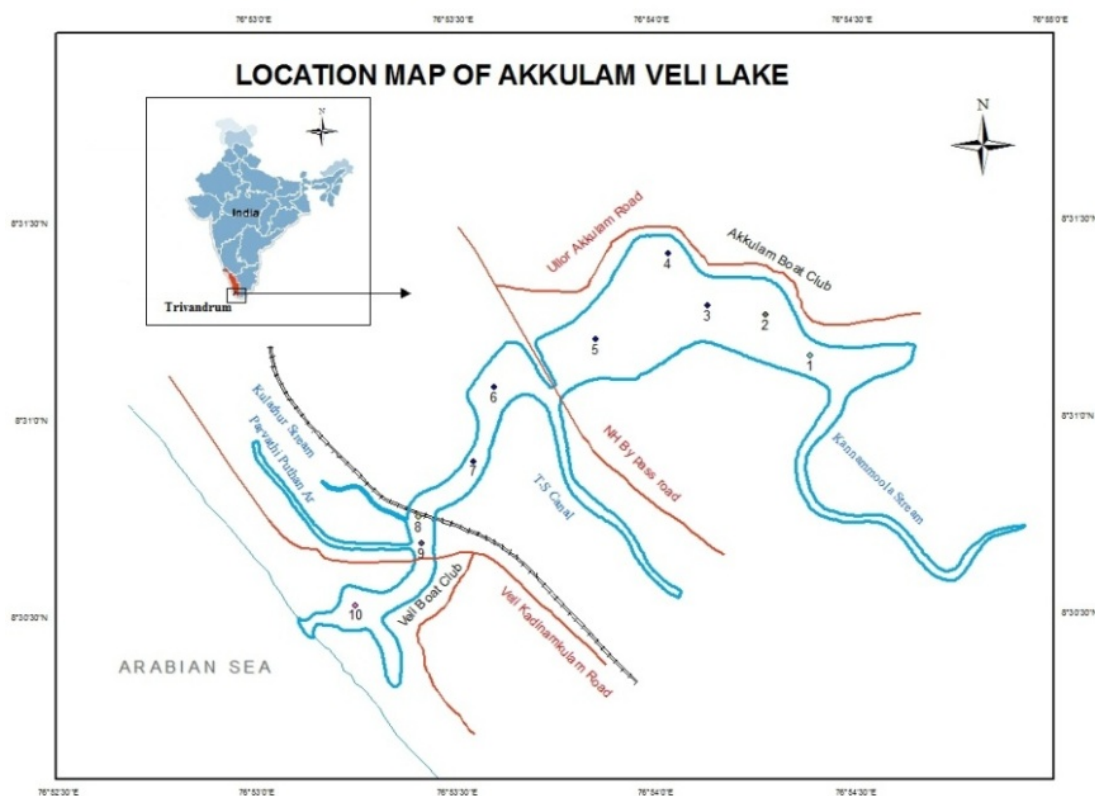 76°53'0"E 76°53'30"E 76°54'0"E 76°54'30"E 76°55'0"E
LOCATION MAP OF AKKULAM VELI LAKE
N
N
India
Trivandrum
8°31'30"N
8°31'30"N
Ullor Akkulam Road
Akkulam Boat Club
4
3
2
1
5
6
8°31'0"N
8°31'0"N
Kulathur Stream
Parvathi Puthan Ar
NH By pass road
Kannammoola Stream
7
T-S Canal
8
9
Veli Boat Club
Veli Kadinamkulam Road
10
8°30'30"N
8°30'30"N
ARABIAN SEA
76°52'30"E 76°53'0"E 76°53'30"E 76°54'0"E 76°54'30"E